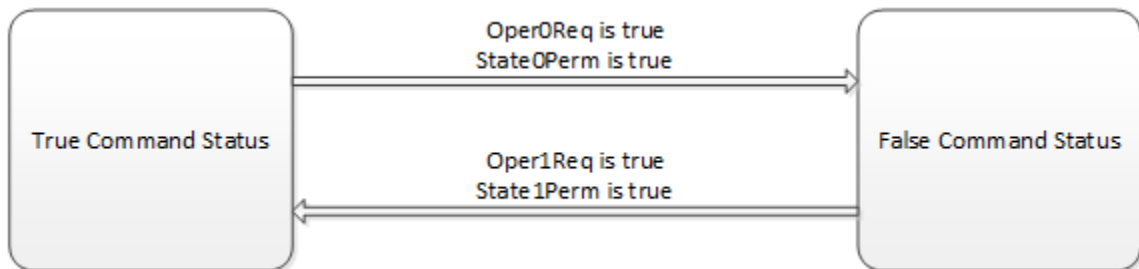 Oper0Req is true
State0Perm is true
True Command Status
False Command Status
Oper1Req is true
State1Perm is true